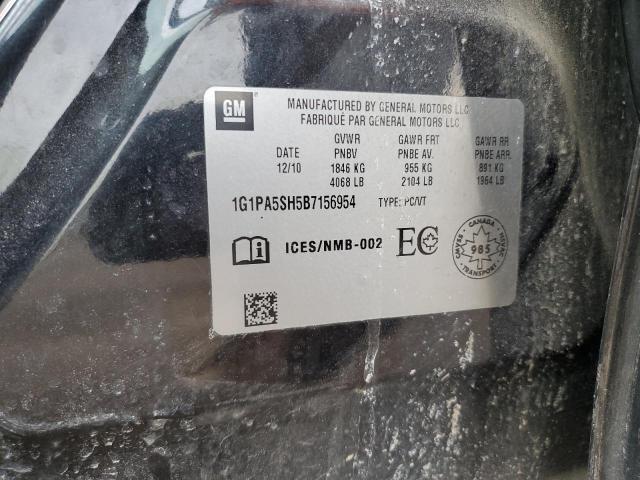 GM
MANUFACTURED BY GENERAL MOTORS LLC
FABRIQUÉ PAR GENERAL MOTORS LLC
GVWR GAWR FRT GAWR RR
DATE PNBV PNBE AV. PNBE ARR.
12/10 1846 KG 955 KG 891 KG
4068 LB 2104 LB 1964 LB
1G1PA5SH5B7156954 TYPE: PC/VT
i ICES/NMB-002 EC
CANADA
CMVSS 985 NSVAC
TRANSPORT